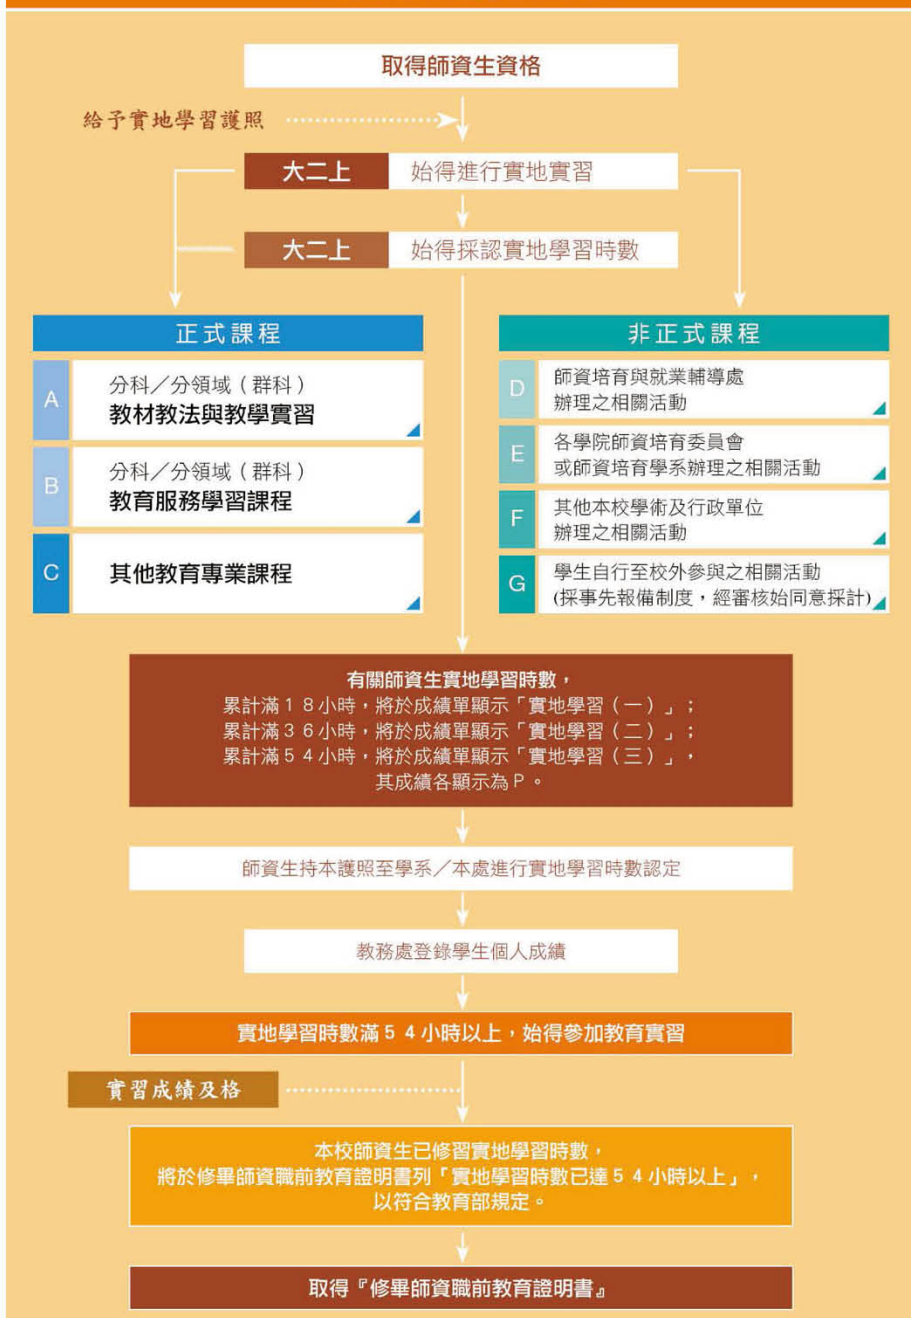 取得師資生資格
給予實地學習護照
大二上 始得進行實地實習
大二上 始得採認實地學習時數
正式課程
A 分科／分領域（群科）
教材教法與教學實習
B 分科／分領域（群科）
教育服務學習課程
C 其他教育專業課程
非正式課程
D 師資培育與就業輔導處
辦理之相關活動
E 各學院師資培育委員會
或師資培育學系辦理之相關活動
F 其他本校學術及行政單位
辦理之相關活動
G 學生自行至校外參與之相關活動
(採事先報備制度，經審核始同意採計)
有關師資生實地學習時數，
累計滿１８小時，將於成績單顯示「實地學習（一）」；
累計滿３６小時，將於成績單顯示「實地學習（二）」；
累計滿５４小時，將於成績單顯示「實地學習（三）」，
其成績各顯示為Ｐ。
師資生持本護照至學系／本處進行實地學習時數認定
教務處登錄學生個人成績
實地學習時數滿５４小時以上，始得參加教育實習
實習成績及格
本校師資生已修習實地學習時數，
將於修畢師資職前教育證明書列「實地學習時數已達５４小時以上」，
以符合教育部規定。
取得『修畢師資職前教育證明書』